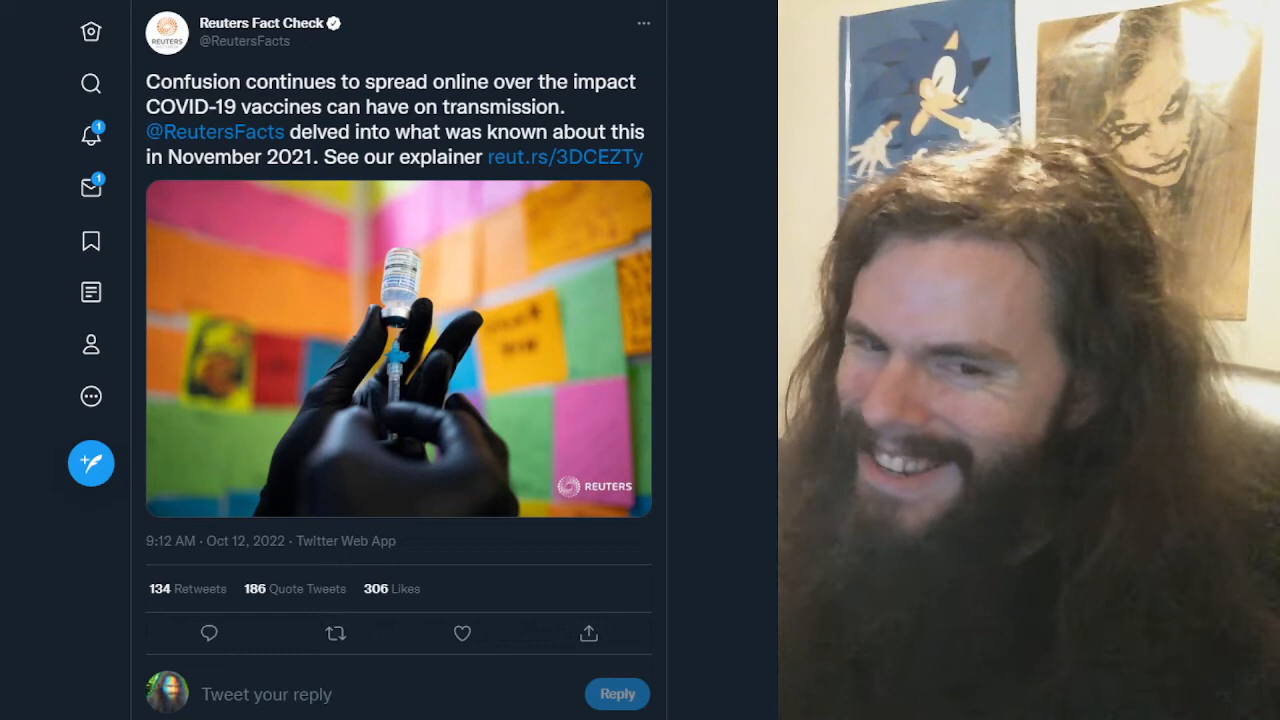 Reuters Fact Check
@ReutersFacts
Confusion continues to spread online over the impact
COVID-19 vaccines can have on transmission.
@ReutersFacts delved into what was known about this
in November 2021. See our explainer reut.rs/3DCEZTy
REUTERS
9:12 AM · Oct 12, 2022 · Twitter Web App
134 Retweets 186 Quote Tweets 306 Likes
Tweet your reply
Reply
REUTERS
1
1